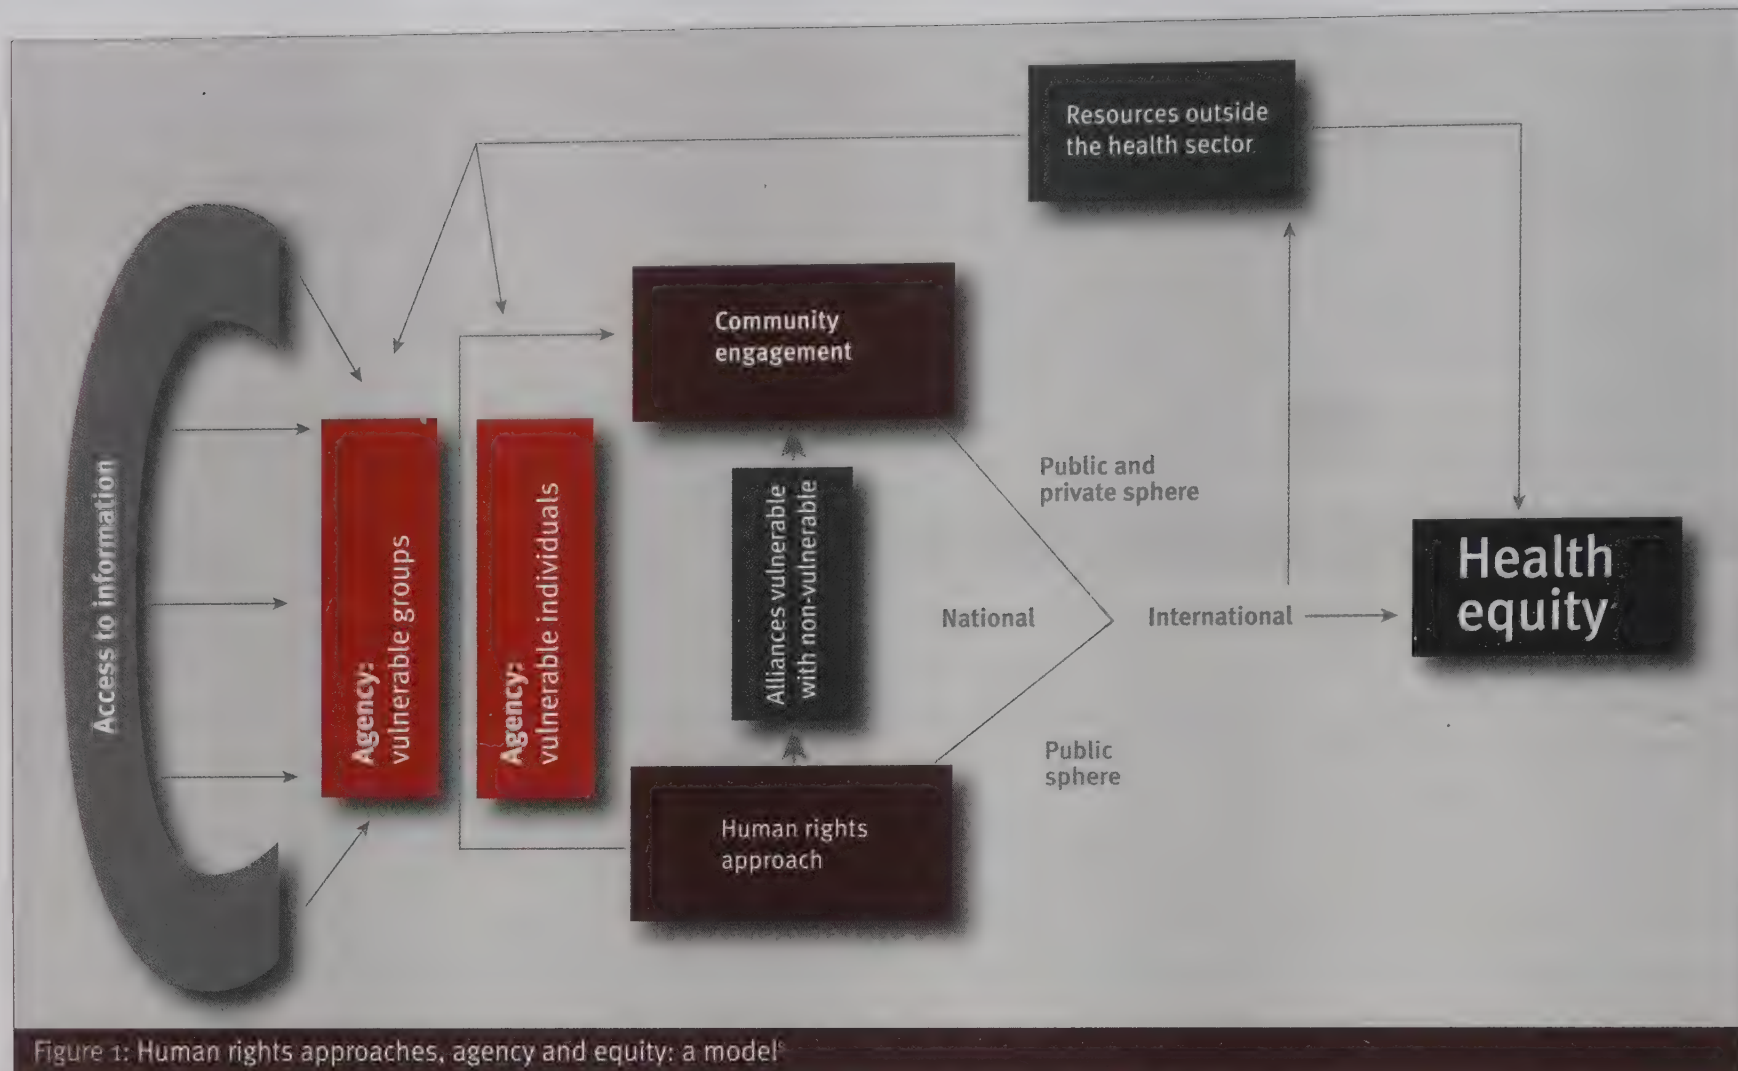 Resources outside
the health sector
Community
engagement
Access to information
Agency:
vulnerable groups
Agency:
vulnerable individuals
Alliances vulnerable
with non-vulnerable
Public and
private sphere
National
International
Health
equity
Public
sphere
Human rights
approach
Figure 1: Human rights approaches, agency and equity: a model